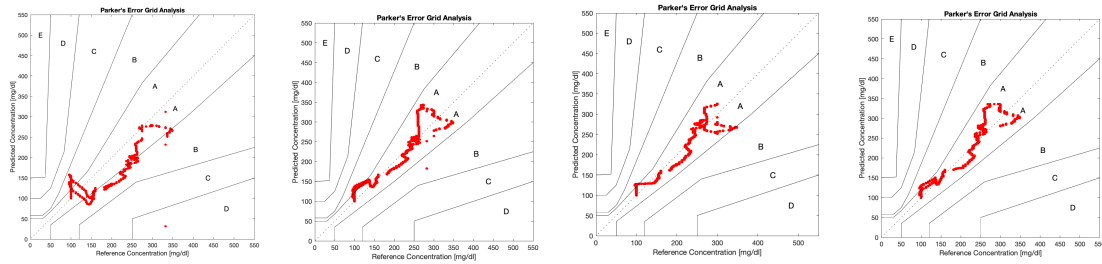 Parker's Error Grid Analysis
Predicted Concentration [mg/dl]
550
500
450
400
350
300
250
200
150
100
50
0
E
D
C
B
A
A
B
C
D
0 50 100 150 200 250 300 350 400 450 500 550
Reference Concentration [mg/dl]
Parker's Error Grid Analysis
Predicted Concentration [mg/dl]
550
500
450
400
350
300
250
200
150
100
50
0
E
D
C
B
A
A
B
C
D
0 50 100 150 200 250 300 350 400 450 500 550
Reference Concentration [mg/dl]
Parker's Error Grid Analysis
Predicted Concentration [mg/dl]
550
500
450
400
350
300
250
200
150
100
50
0
E
D
C
B
A
A
B
C
D
0 100 200 300 400 500
Reference Concentration [mg/dl]
Parker's Error Grid Analysis
Predicted Concentration [mg/dl]
550
500
450
400
350
300
250
200
150
100
50
0
E
D
C
B
A
A
B
C
D
0 50 100 150 200 250 300 350 400 450 500 550
Reference Concentration [mg/dl]